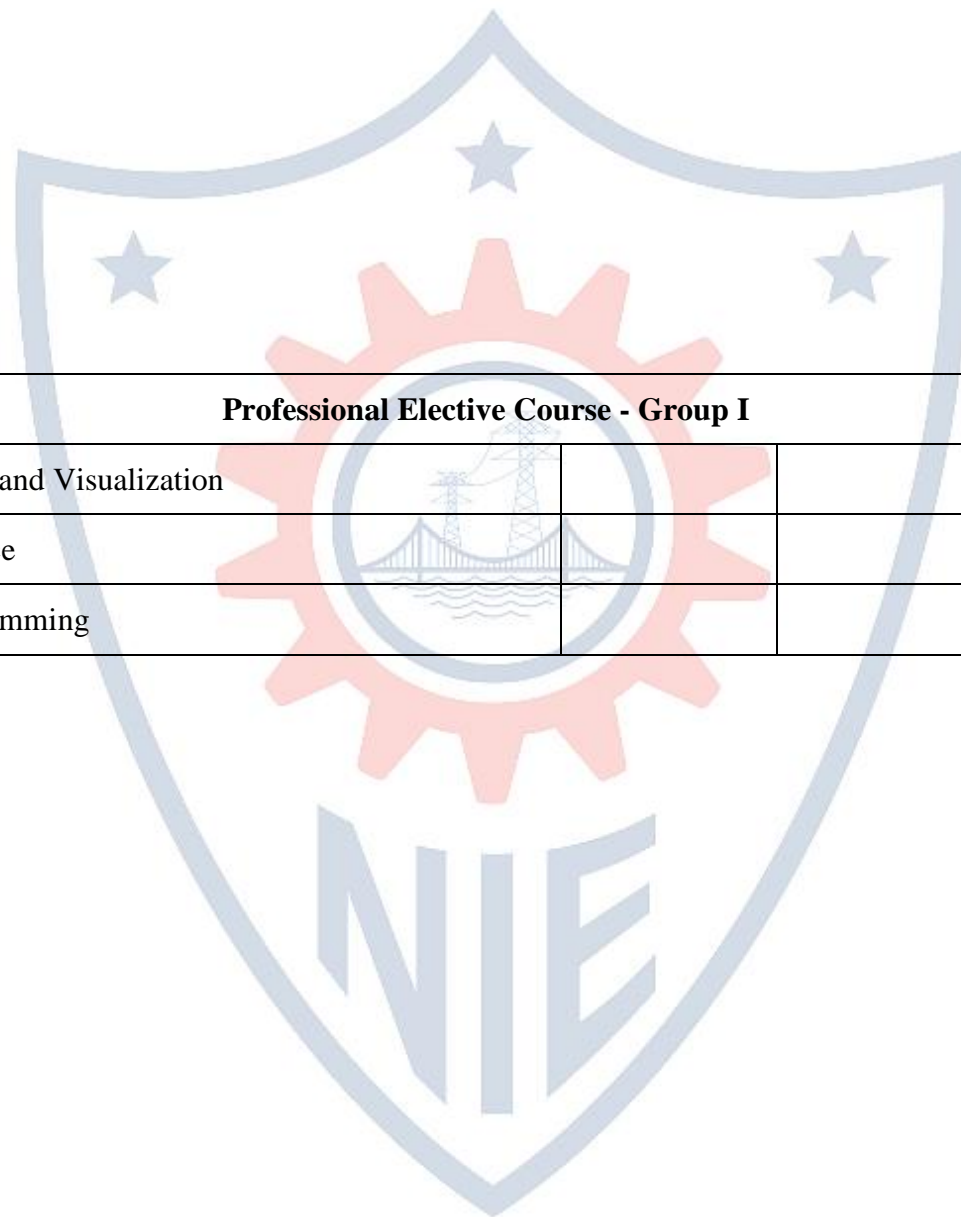 Professional Elective Course - Group I
and Visualization
e
mming
NIE